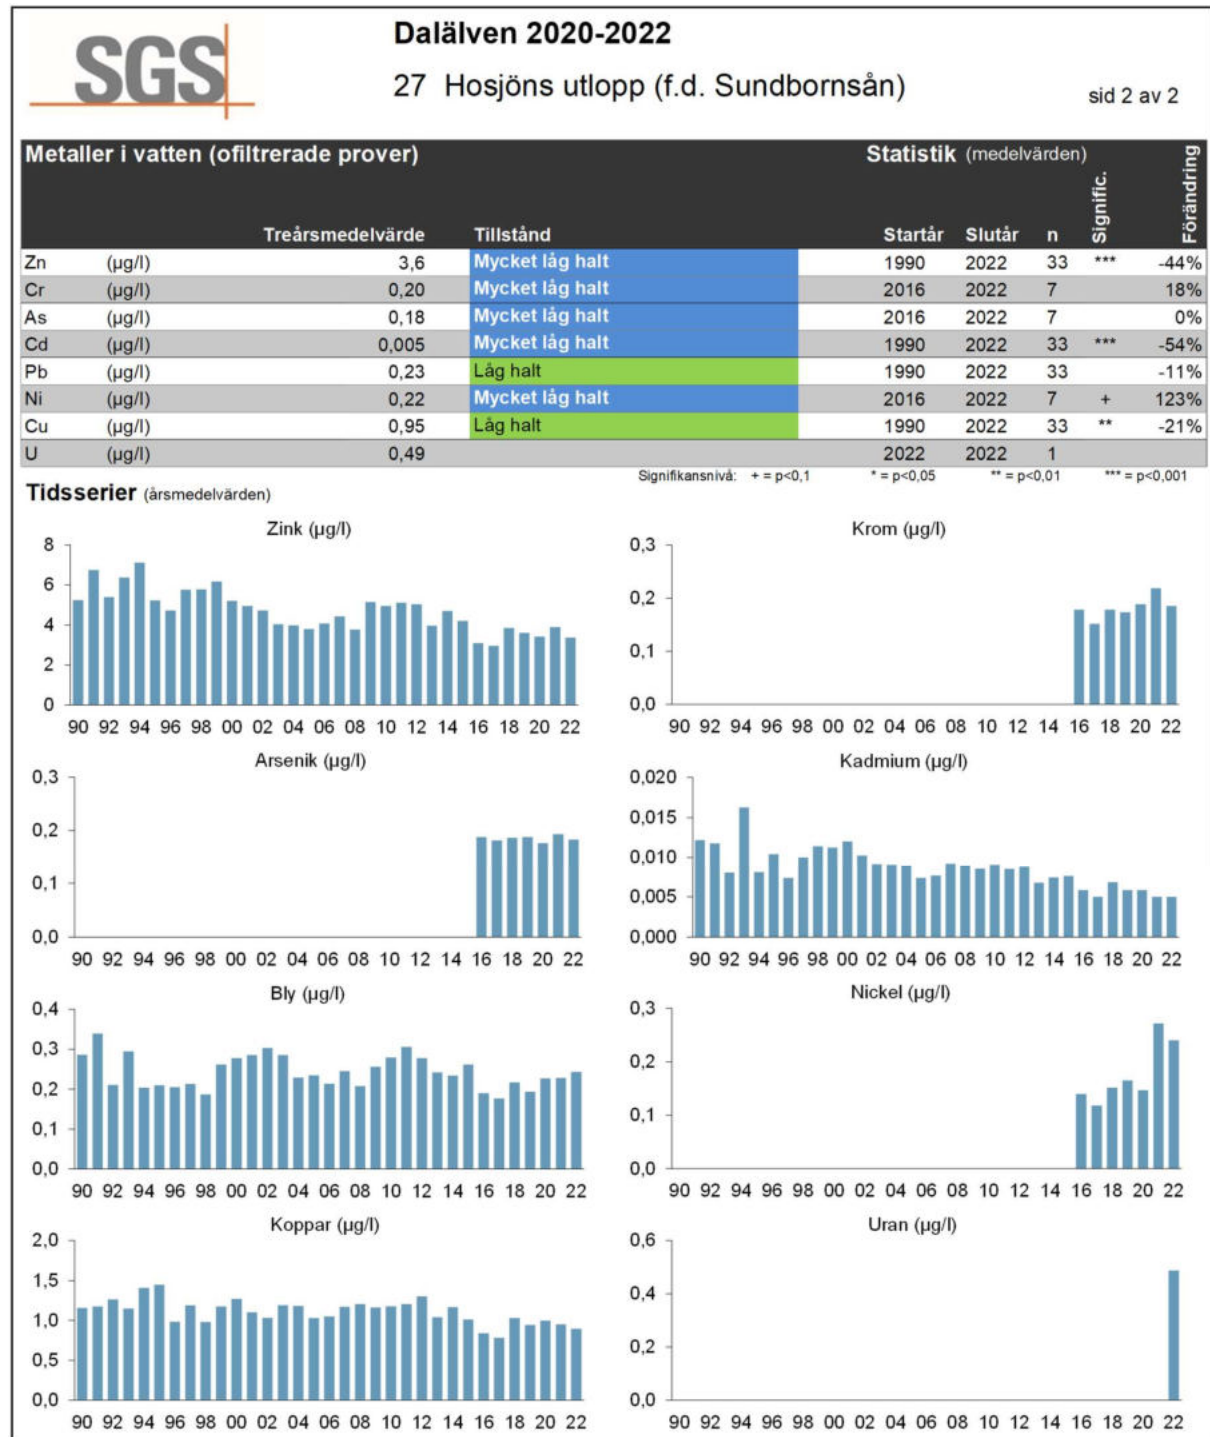 SGS
Dalälven 2020-2022
27 Hosjöns utlopp (f.d. Sundbornsån)
sid 2 av 2
Metaller i vatten (ofiltrerade prover) Statistik (medelvärden)
Treårsmedelvärde Tillstånd Startår Slutår n Signific. Förändring
Zn (µg/l) 3,6 Mycket låg halt 1990 2022 33 *** -44%
Cr (µg/l) 0,20 Mycket låg halt 2016 2022 7 18%
As (µg/l) 0,18 Mycket låg halt 2016 2022 7 0%
Cd (µg/l) 0,005 Mycket låg halt 1990 2022 33 *** -54%
Pb (µg/l) 0,23 Låg halt 1990 2022 33 -11%
Ni (µg/l) 0,22 Mycket låg halt 2016 2022 7 + 123%
Cu (µg/l) 0,95 Låg halt 1990 2022 33 ** -21%
U (µg/l) 0,49 2022 2022 1
Signifikansnivå: + = p<0,1 * = p<0,05 ** = p<0,01 *** = p<0,001
Tidsserier (årsmedelvärden)
Zink (µg/l)
8
6
4
2
0
90 92 94 96 98 00 02 04 06 08 10 12 14 16 18 20 22
Krom (µg/l)
0,3
0,2
0,1
0,0
90 92 94 96 98 00 02 04 06 08 10 12 14 16 18 20 22
Arsenik (µg/l)
0,3
0,2
0,1
0,0
90 92 94 96 98 00 02 04 06 08 10 12 14 16 18 20 22
Kadmium (µg/l)
0,020
0,015
0,010
0,005
0,000
90 92 94 96 98 00 02 04 06 08 10 12 14 16 18 20 22
Bly (µg/l)
0,4
0,3
0,2
0,1
0,0
90 92 94 96 98 00 02 04 06 08 10 12 14 16 18 20 22
Nickel (µg/l)
0,3
0,2
0,1
0,0
90 92 94 96 98 00 02 04 06 08 10 12 14 16 18 20 22
Koppar (µg/l)
2,0
1,5
1,0
0,5
0,0
90 92 94 96 98 00 02 04 06 08 10 12 14 16 18 20 22
Uran (µg/l)
0,6
0,4
0,2
0,0
90 92 94 96 98 00 02 04 06 08 10 12 14 16 18 20 22